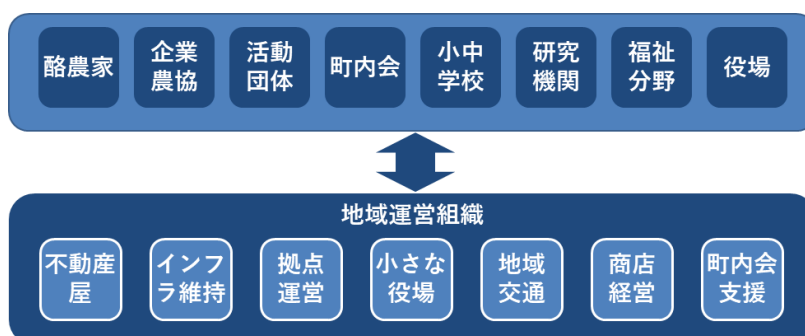 酪農家
企業
農協
活動
団体
町内会
小中
学校
研究
機関
福祉
分野
役場
地域運営組織
不動産
屋
インフ
ラ維持
拠点
運営
小さな
役場
地域
交通
商店
経営
町内会
支援